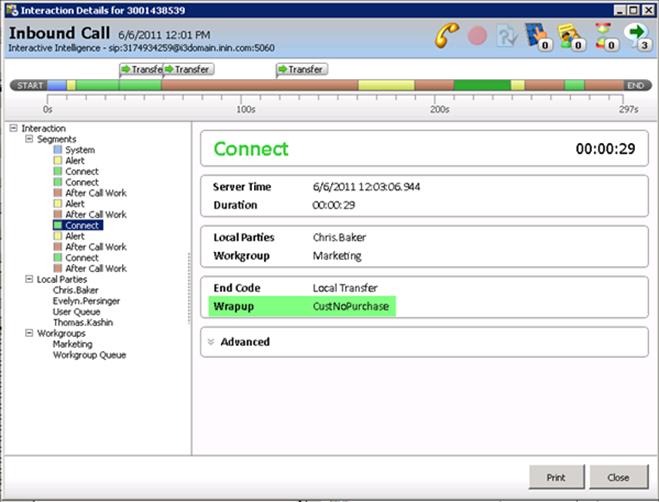 Interaction Details for 3001438539
Inbound Call 6/6/2011 12:01 PM
Interactive Intelligence - sip:3174934259@i3domain.inin.com:5060
0 0 0 3
Transfe Transfer Transfer
START END
0s 100s 200s 297s
Interaction
Segments
System
Alert
Connect
Connect
After Call Work
Alert
After Call Work
Connect
Alert
After Call Work
Connect
After Call Work
Local Parties
Chris.Baker
Evelyn.Persinger
User Queue
Thomas.Kashin
Workgroups
Marketing
Workgroup Queue
Connect 00:00:29
Server Time 6/6/2011 12:03:06.944
Duration 00:00:29
Local Parties Chris.Baker
Workgroup Marketing
End Code Local Transfer
Wrapup CustNoPurchase
Advanced
Print Close